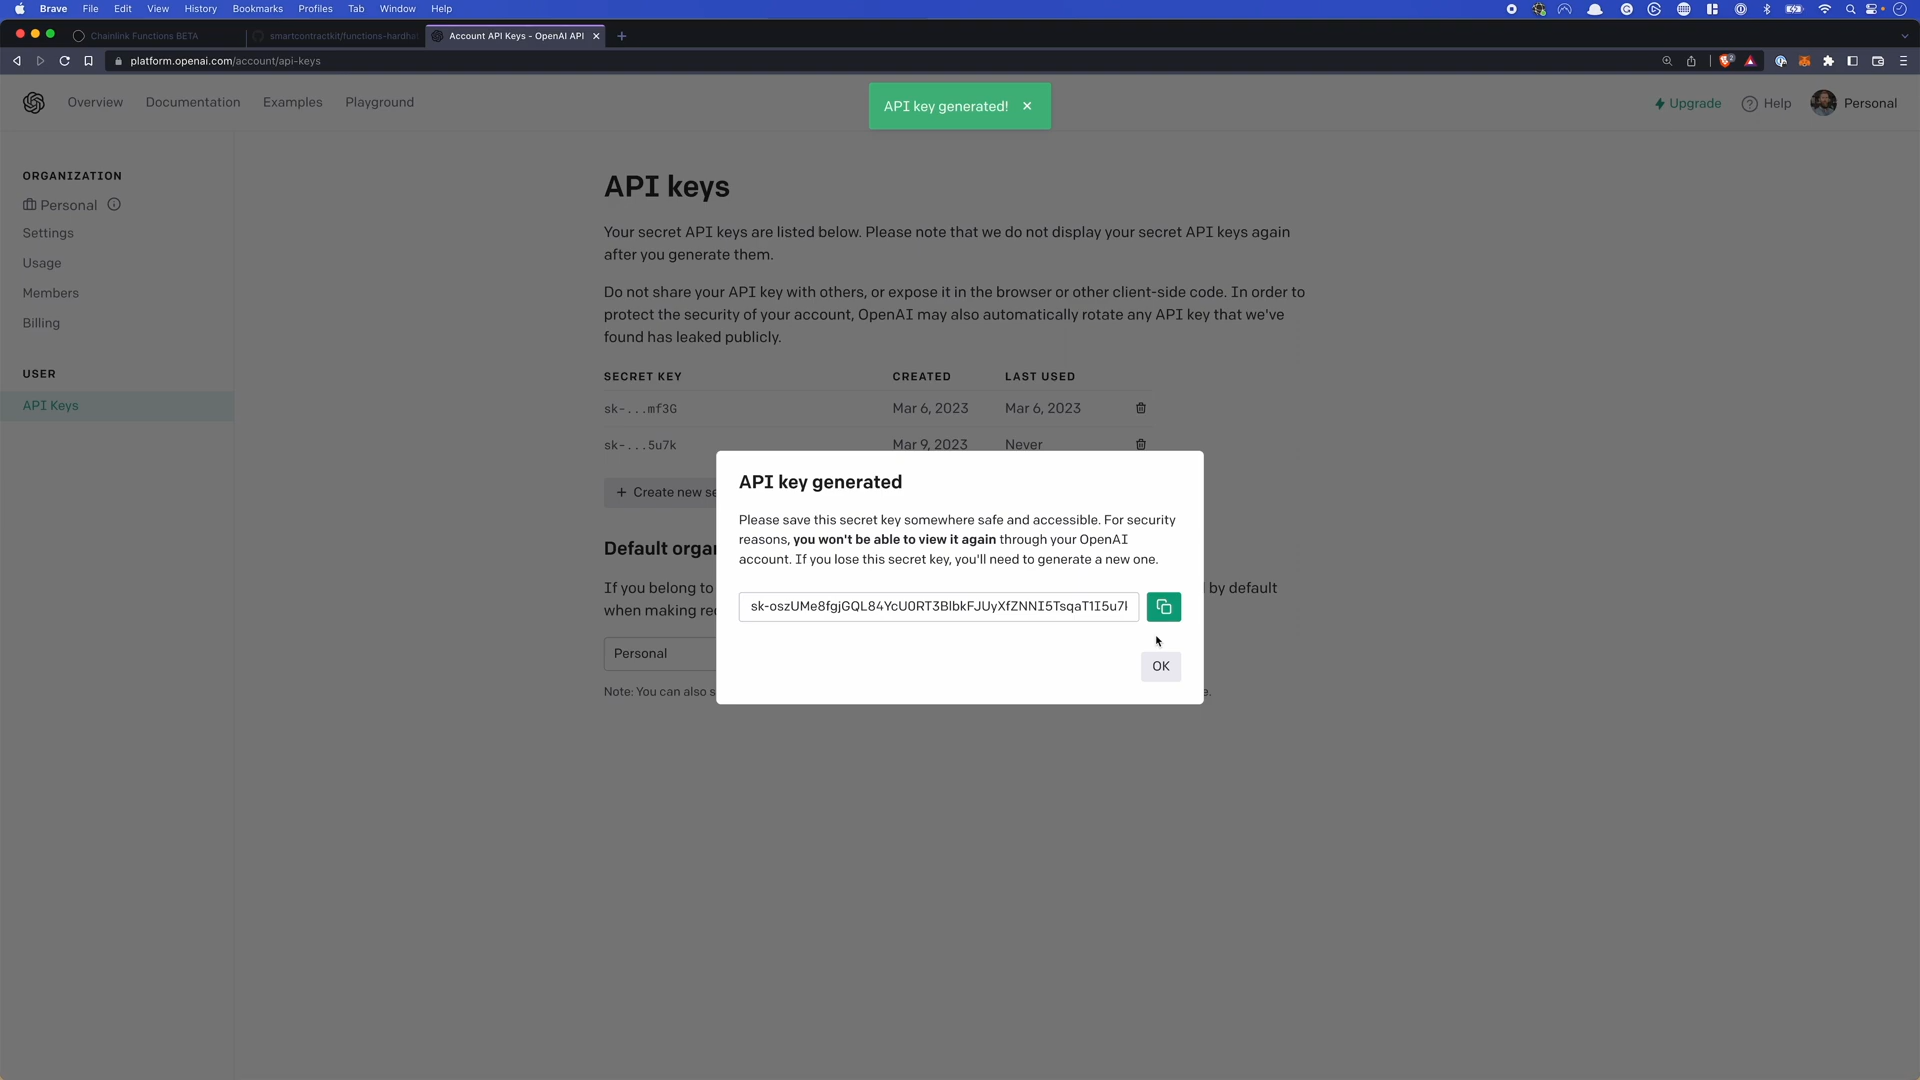 Brave File Edit View History Bookmarks Profiles Tab Window Help
Chainlink Functions BETA
smartcontractkit/functions-hardha
Account API Keys - OpenAI API
platform.openai.com/account/api-keys
Overview Documentation Examples Playground
API key generated!
Upgrade Help Personal
ORGANIZATION
Personal
Settings
Usage
Members
Billing
USER
API Keys
API keys
Your secret API keys are listed below. Please note that we do not display your secret API keys again
after you generate them.
Do not share your API key with others, or expose it in the browser or other client-side code. In order to
protect the security of your account, OpenAI may also automatically rotate any API key that we've
found has leaked publicly.
SECRET KEY CREATED LAST USED
sk-...mf3G Mar 6, 2023 Mar 6, 2023
sk-...5u7k Mar 9, 2023 Never
+ Create new se
Default orga
If you belong to by default
when making re
Personal
Note: You can also s e.
API key generated
Please save this secret key somewhere safe and accessible. For security
reasons, you won't be able to view it again through your OpenAI
account. If you lose this secret key, you'll need to generate a new one.
OK